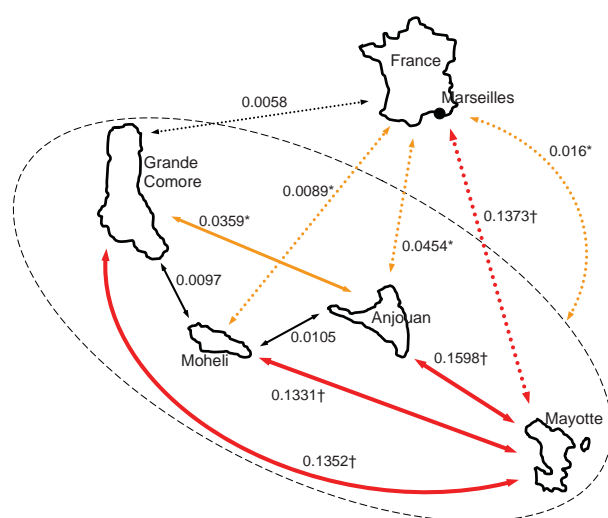 France
Marseilles
0.0058
Grande
Comore
0.016*
0.0089*
0.0359*
0.1373†
0.0454*
0.0097
Anjouan
0.0105
Moheli
0.1598†
0.1331†
Mayotte
0.1352†